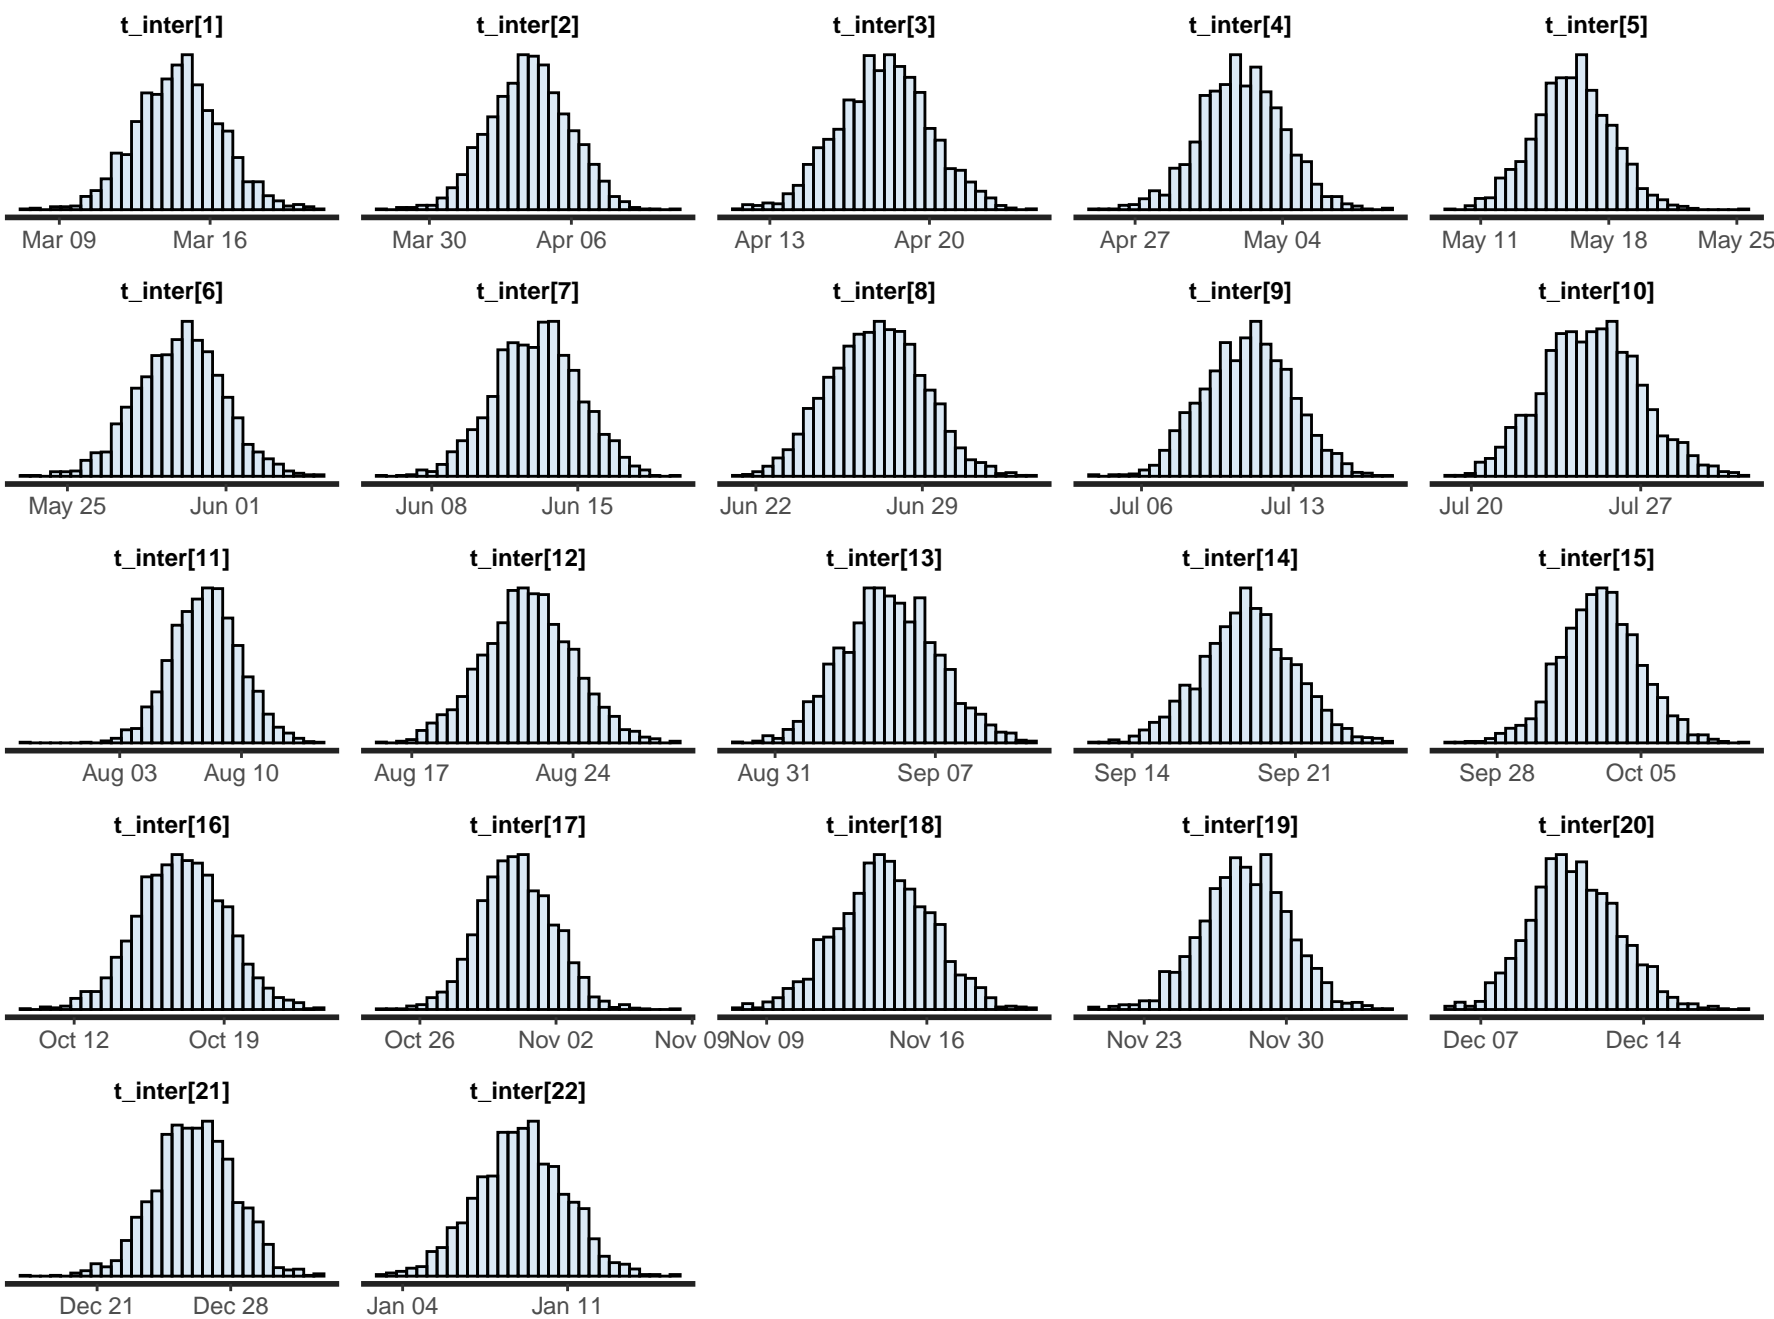 t_inter[1] t_inter[2] t_inter[3] t_inter[4] t_inter[5]
Mar 09 Mar 16 Mar 30 Apr 06 Apr 13 Apr 20 Apr 27 May 04 May 11 May 18 May 25
t_inter[6] t_inter[7] t_inter[8] t_inter[9] t_inter[10]
May 25 Jun 01 Jun 08 Jun 15 Jun 22 Jun 29 Jul 06 Jul 13 Jul 20 Jul 27
t_inter[11] t_inter[12] t_inter[13] t_inter[14] t_inter[15]
Aug 03 Aug 10 Aug 17 Aug 24 Aug 31 Sep 07 Sep 14 Sep 21 Sep 28 Oct 05
t_inter[16] t_inter[17] t_inter[18] t_inter[19] t_inter[20]
Oct 12 Oct 19 Oct 26 Nov 02 Nov 09 Nov 09 Nov 16 Nov 23 Nov 30 Dec 07 Dec 14
t_inter[21] t_inter[22]
Dec 21 Dec 28 Jan 04 Jan 11